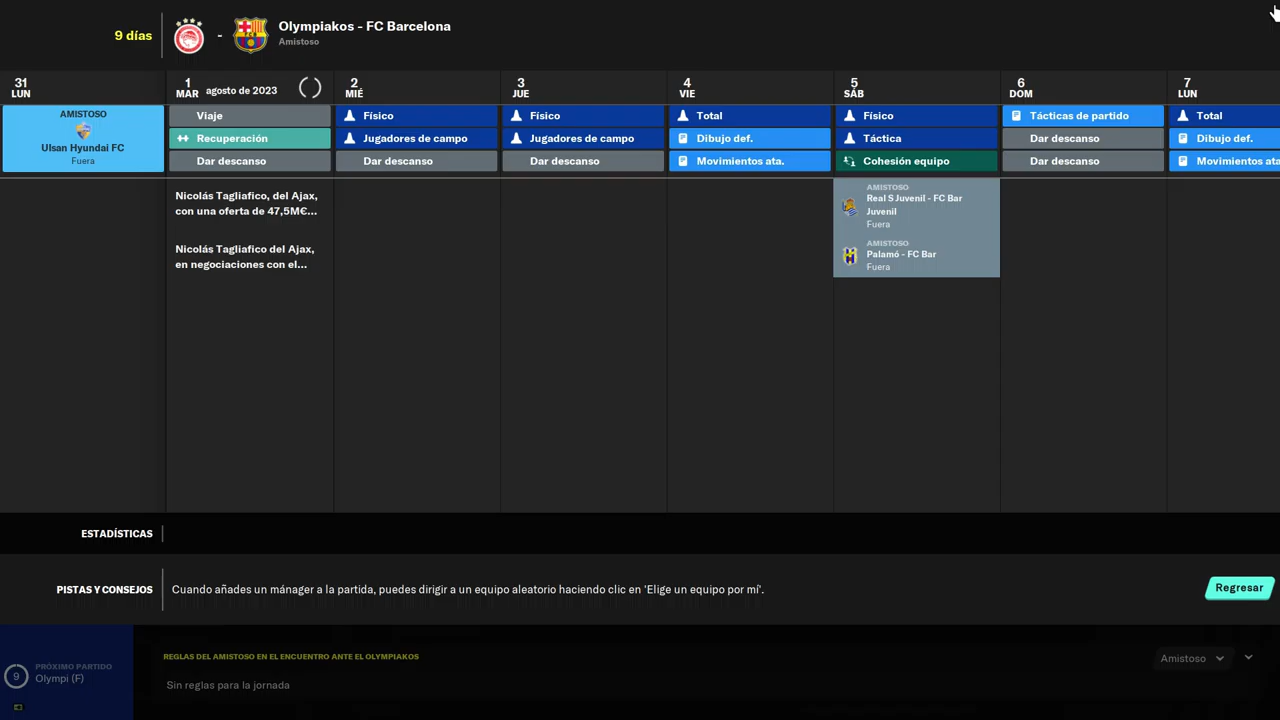 9 días
-
Olympiakos - FC Barcelona
Amistoso
31
LUN
1
MAR
agosto de 2023
2
MIÉ
3
JUE
4
VIE
5
SÁB
6
DOM
7
LUN
AMISTOSO
Ulsan Hyundai FC
Fuera
Viaje
Recuperación
Dar descanso
Físico
Jugadores de campo
Dar descanso
Físico
Jugadores de campo
Dar descanso
Total
Dibujo def.
Movimientos ata.
Físico
Táctica
Cohesión equipo
Tácticas de partido
Dar descanso
Dar descanso
Total
Dibujo def.
Movimientos ata
Nicolás Tagliafico, del Ajax,
con una oferta de 47,5M€...
Nicolás Tagliafico del Ajax,
en negociaciones con el...
AMISTOSO
Real S Juvenil - FC Bar
Juvenil
Fuera
AMISTOSO
Palamó - FC Bar
Fuera
ESTADÍSTICAS
PISTAS Y CONSEJOS
Cuando añades un mánager a la partida, puedes dirigir a un equipo aleatorio haciendo clic en 'Elige un equipo por mí'.
Regresar
9
PRÓXIMO PARTIDO
Olympi (F)
REGLAS DEL AMISTOSO EN EL ENCUENTRO ANTE EL OLYMPIAKOS
Amistoso
Sin reglas para la jornada